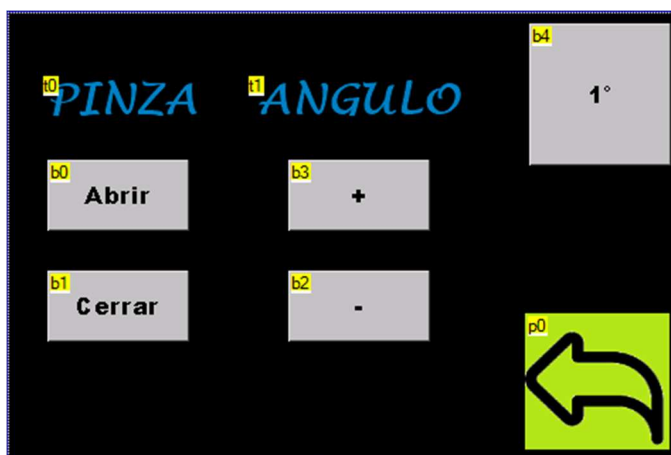 b4
1°
t0 PINZA t1 ANGULO
b0 Abrir b3 +
b1 Cerrar b2 -
p0